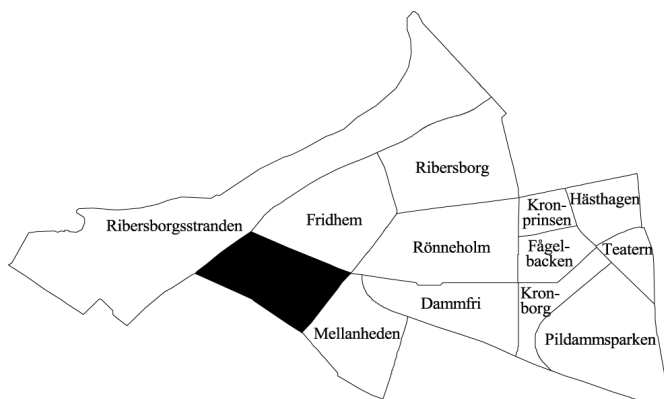 Ribersborg
Kron-
prinsen
Hästhagen
Ribersborgsstranden
Fridhem
Rönneholm
Fågel-
backen
Teatern
Dammfri
Kron-
borg
Mellanheden
Pildammsparken